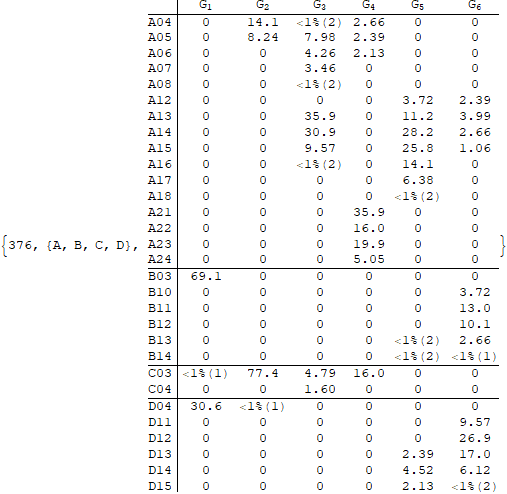 G1 G2 G3 G4 G5 G6
A04 0 14.1 <1%(2) 2.66 0 0
A05 0 8.24 7.98 2.39 0 0
A06 0 0 4.26 2.13 0 0
A07 0 0 3.46 0 0 0
A08 0 0 <1%(2) 0 0 0
A12 0 0 0 0 3.72 2.39
A13 0 0 35.9 0 11.2 3.99
A14 0 0 30.9 0 28.2 2.66
A15 0 0 9.57 0 25.8 1.06
A16 0 0 <1%(2) 0 14.1 0
A17 0 0 0 0 6.38 0
A18 0 0 0 0 <1%(2) 0
A21 0 0 0 35.9 0 0
A22 0 0 0 16.0 0 0
{376, {A, B, C, D}, A23 0 0 0 19.9 0 0 }
A24 0 0 0 5.05 0 0
B03 69.1 0 0 0 0 0
B10 0 0 0 0 0 3.72
B11 0 0 0 0 0 13.0
B12 0 0 0 0 0 10.1
B13 0 0 0 0 <1%(2) 2.66
B14 0 0 0 0 <1%(2) <1%(1)
C03 <1%(1) 77.4 4.79 16.0 0 0
C04 0 0 1.60 0 0 0
D04 30.6 <1%(1) 0 0 0 0
D11 0 0 0 0 0 9.57
D12 0 0 0 0 0 26.9
D13 0 0 0 0 2.39 17.0
D14 0 0 0 0 4.52 6.12
D15 0 0 0 0 2.13 <1%(2)